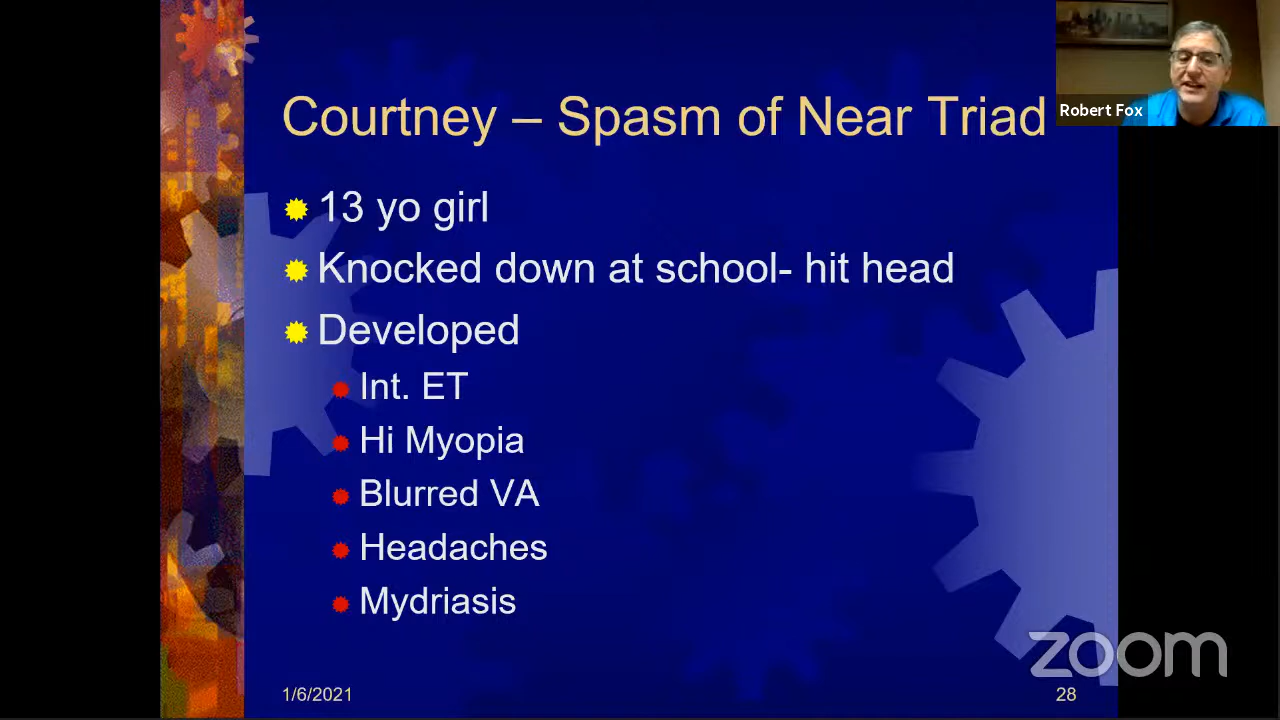 Courtney – Spasm of Near Triad
Robert Fox
13 yo girl
Knocked down at school- hit head
Developed
Int. ET
Hi Myopia
Blurred VA
Headaches
Mydriasis
zoom
1/6/2021
28